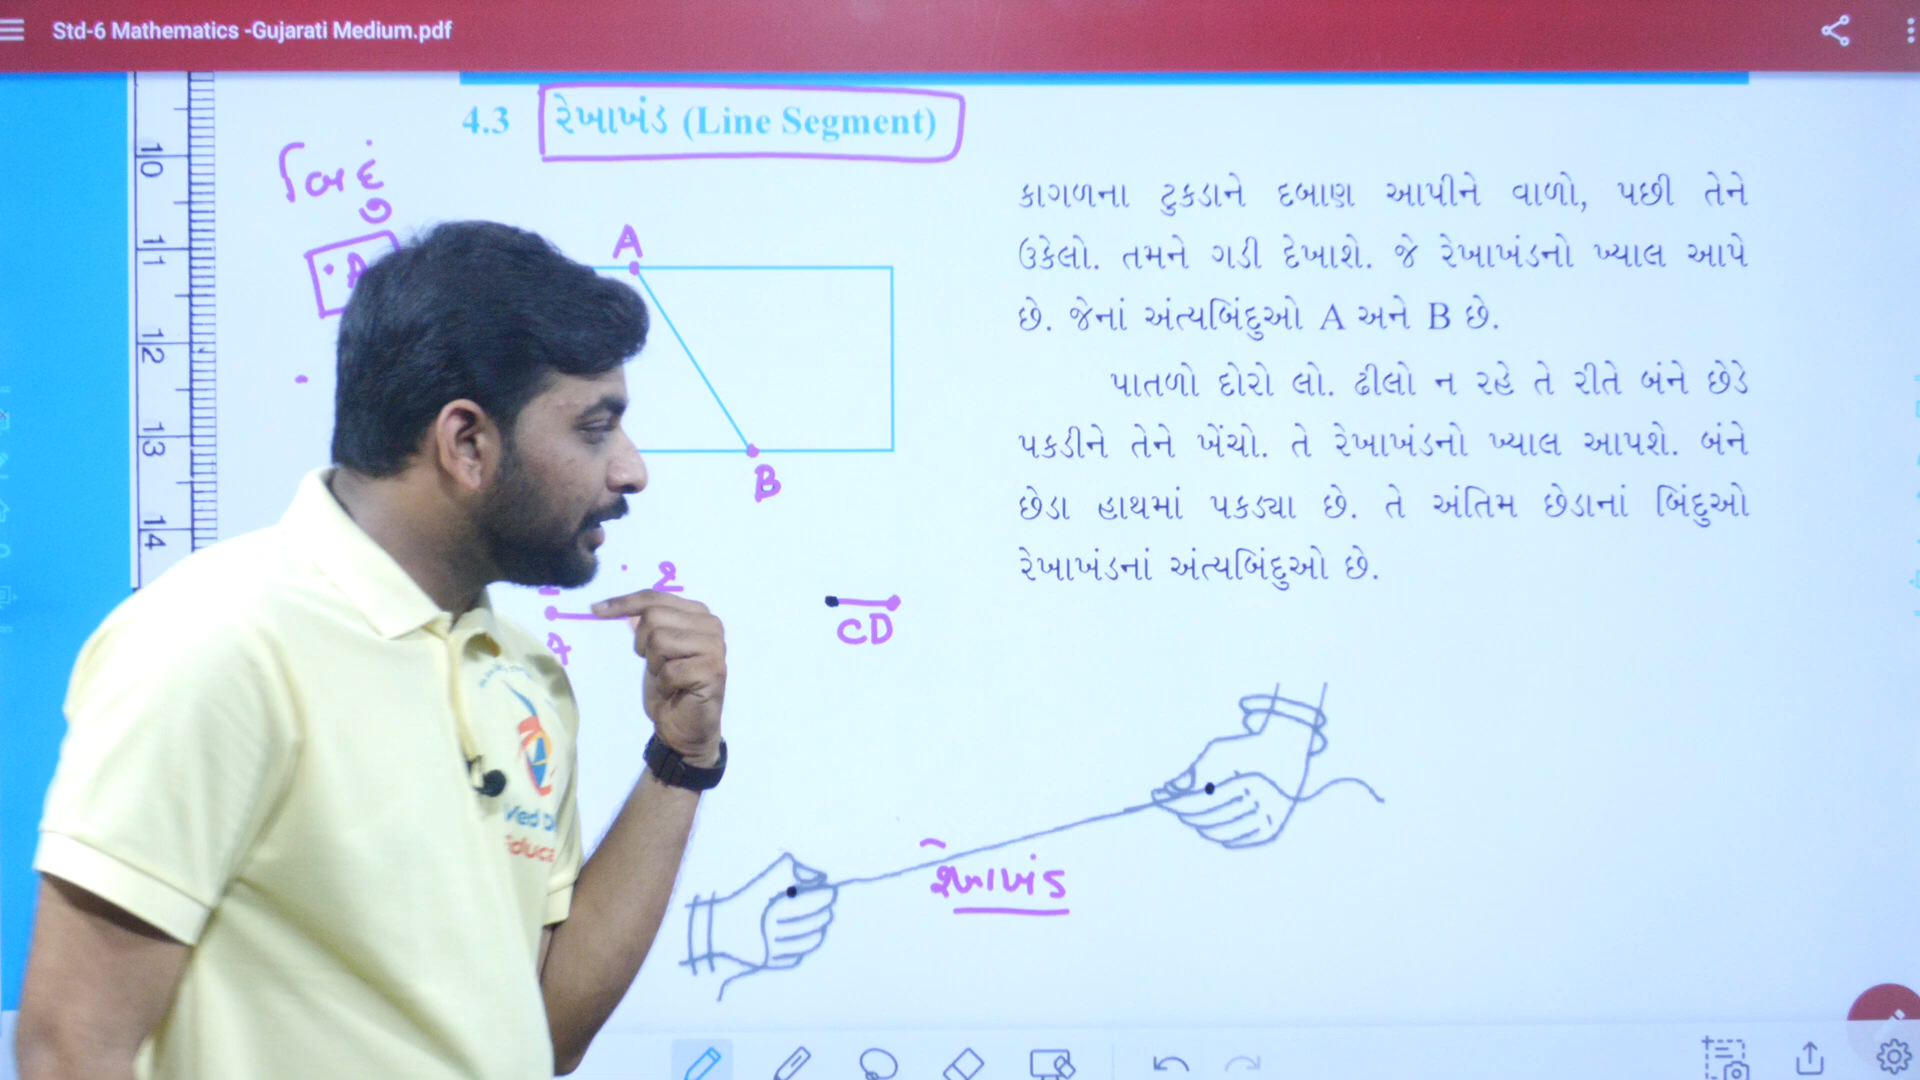 Std-6 Mathematics -Gujarati Medium.pdf
4.3 રેખાખંડ (Line Segment)
બિંદું
A
10
11
12
13
14
A
B
કાગળના ટુકડાને દબાણ આપીને વાળો, પછી તેને
ઉકેલો. તમને ગડી દેખાશે. જે રેખાખંડનો ખ્યાલ આપે
છે. જેનાં અંત્યબિંદુઓ A અને B છે.
પાતળો દોરો લો. ઢીલો ન રહે તે રીતે બંને છેડે
પકડીને તેને ખેંચો. તે રેખાખંડનો ખ્યાલ આપશે. બંને
છેડા હાથમાં પકડ્યા છે. તે અંતિમ છેડાનાં બિંદુઓ
રેખાખંડનાં અંત્યબિંદુઓ છે.
CD
રેખાખંડ